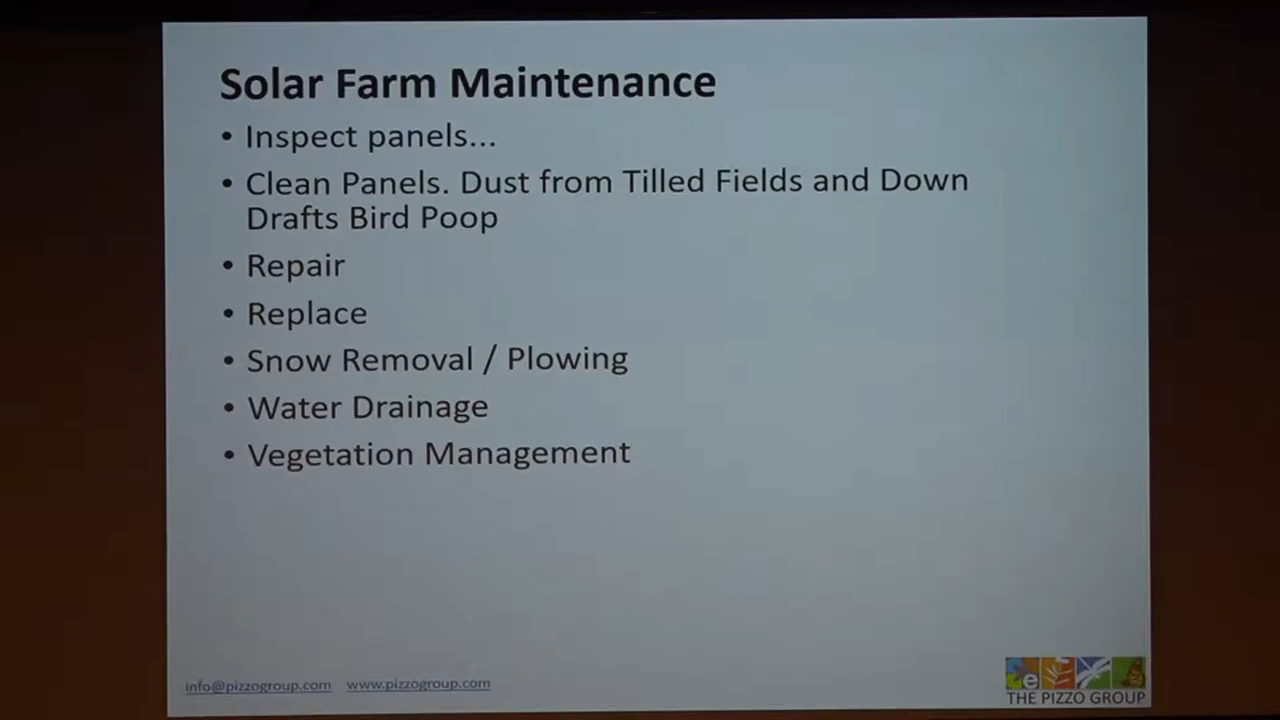 Solar Farm Maintenance
• Inspect panels...
• Clean Panels. Dust from Tilled Fields and Down
Drafts Bird Poop
• Repair
• Replace
• Snow Removal / Plowing
• Water Drainage
• Vegetation Management
info@pizzogroup.com www.pizzogroup.com
e
THE PIZZO GROUP